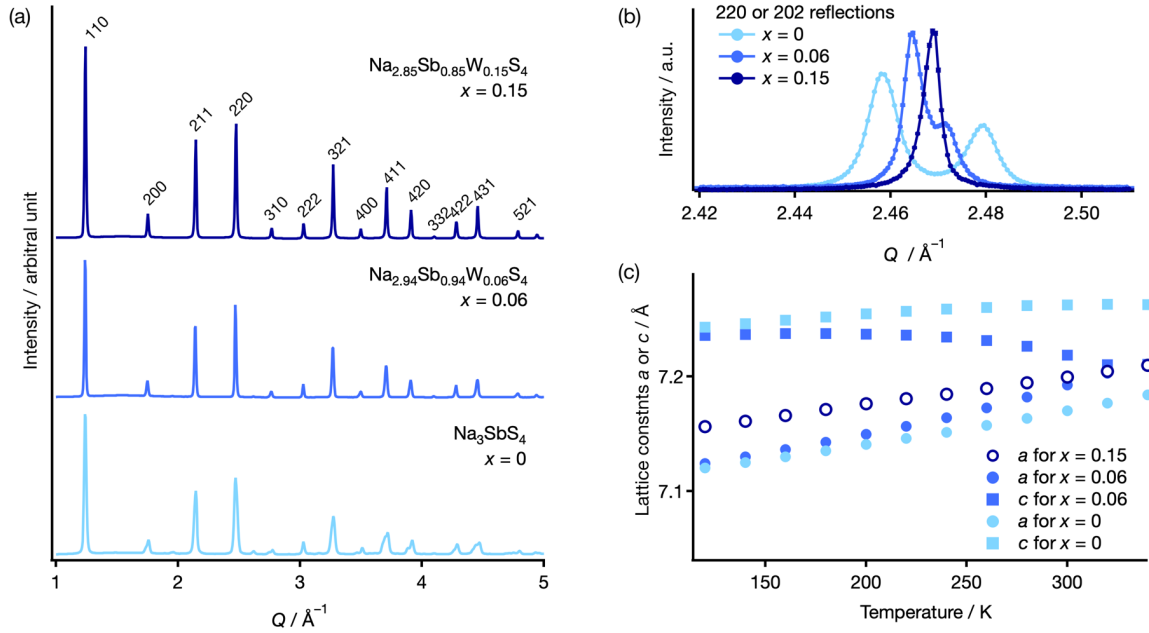 (a)
110
200
211
220
310
222
321
400
411
420
332
422
431
521
Na2.85Sb0.85W0.15S4
x = 0.15
Na2.94Sb0.94W0.06S4
x = 0.06
Na3SbS4
x = 0
Intensity / arbitral unit
1
2
3
4
5
Q / Å−1
(b)
220 or 202 reflections
x = 0
x = 0.06
x = 0.15
Intensity / a.u.
2.42
2.44
2.46
2.48
2.50
Q / Å−1
(c)
Lattice constnts a or c / Å
7.2
7.1
a for x = 0.15
a for x = 0.06
c for x = 0.06
a for x = 0
c for x = 0
150
200
250
300
Temperature / K